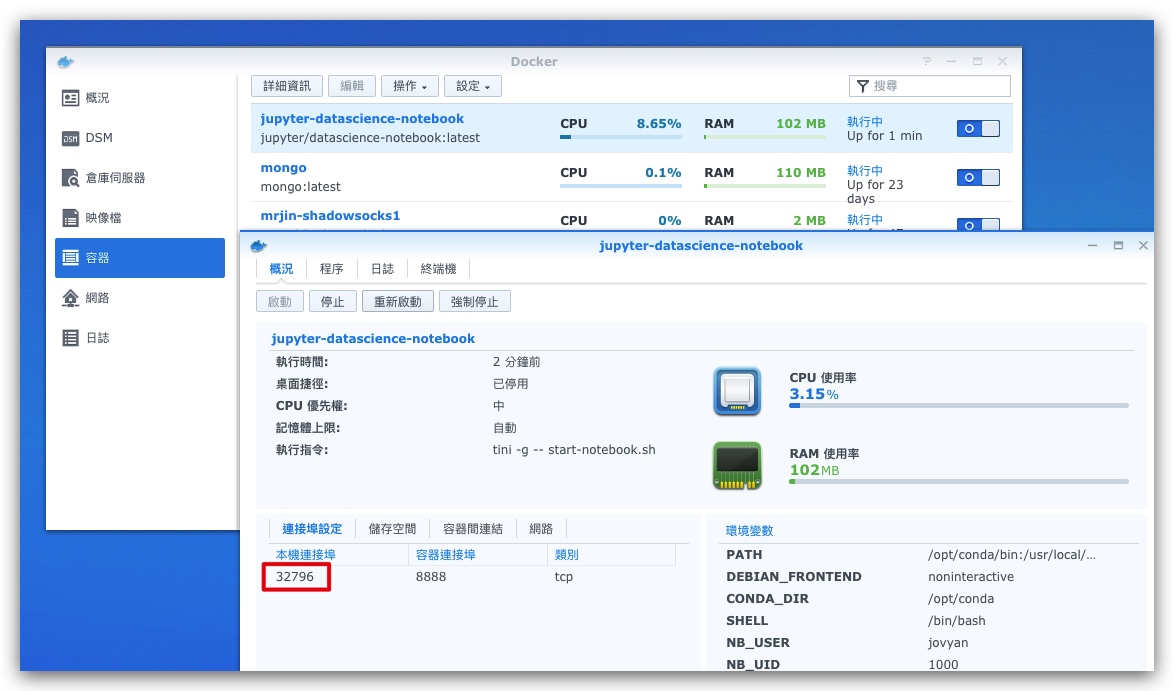 Docker
概況
DSM
倉庫伺服器
映像檔
容器
網路
日誌
詳細資訊 編輯 操作 設定 搜尋
jupyter-datascience-notebook CPU 8.65% RAM 102 MB 執行中
jupyter/datascience-notebook:latest Up for 1 min
mongo CPU 0.1% RAM 110 MB 執行中
mongo:latest Up for 23
days
mrjin-shadowsocks1 CPU 0% RAM 2 MB 執行中
jupyter-datascience-notebook
概況 程序 日誌 終端機
啟動 停止 重新啟動 強制停止
jupyter-datascience-notebook
執行時間: 2 分鐘前
桌面捷徑: 已停用
CPU 優先權: 中
記憶體上限: 自動
執行指令: tini -g -- start-notebook.sh
CPU 使用率
3.15%
RAM 使用率
102MB
連接埠設定 儲存空間 容器間連結 網路
本機連接埠 容器連接埠 類別
32796 8888 tcp
環境變數
PATH /opt/conda/bin:/usr/local/...
DEBIAN_FRONTEND noninteractive
CONDA_DIR /opt/conda
SHELL /bin/bash
NB_USER jovyan
NB_UID 1000